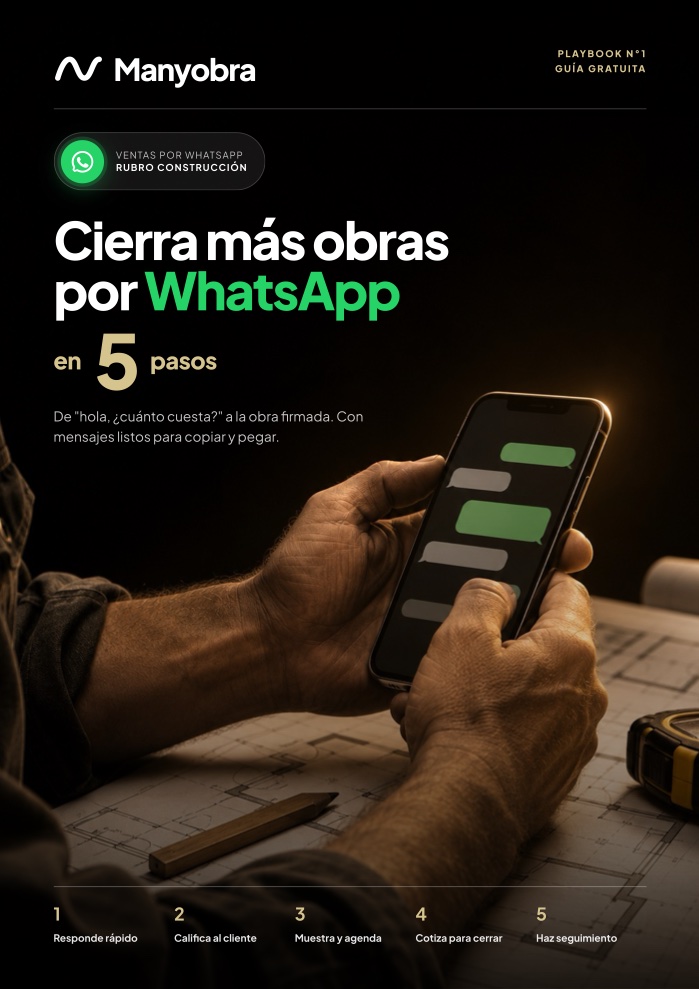 Manyobra
PLAYBOOK N°1
GUÍA GRATUITA
VENTAS POR WHATSAPP
RUBRO CONSTRUCCIÓN
Cierra más obras
por WhatsApp
en 5 pasos
De "hola, ¿cuánto cuesta?" a la obra firmada. Con
mensajes listos para copiar y pegar.
1
Responde rápido
2
Califica al cliente
3
Muestra y agenda
4
Cotiza para cerrar
5
Haz seguimiento